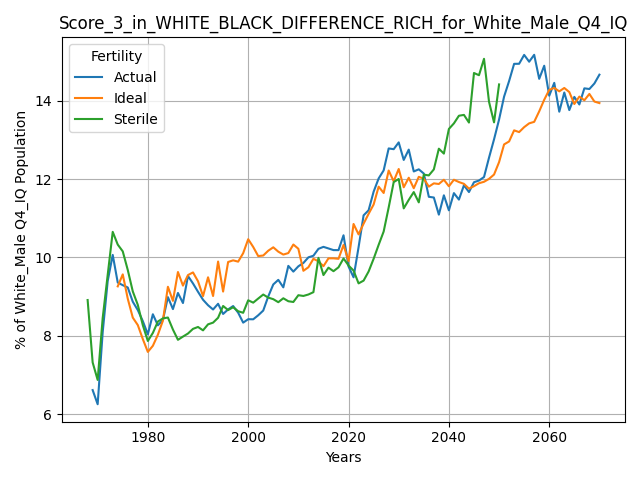 Score_3_in_WHITE_BLACK_DIFFERENCE_RICH_for_White_Male_Q4_IQ
Fertility
Actual
Ideal
Sterile
% of White_Male Q4_IQ Population
14
12
10
8
6
1980
2000
2020
2040
2060
Years